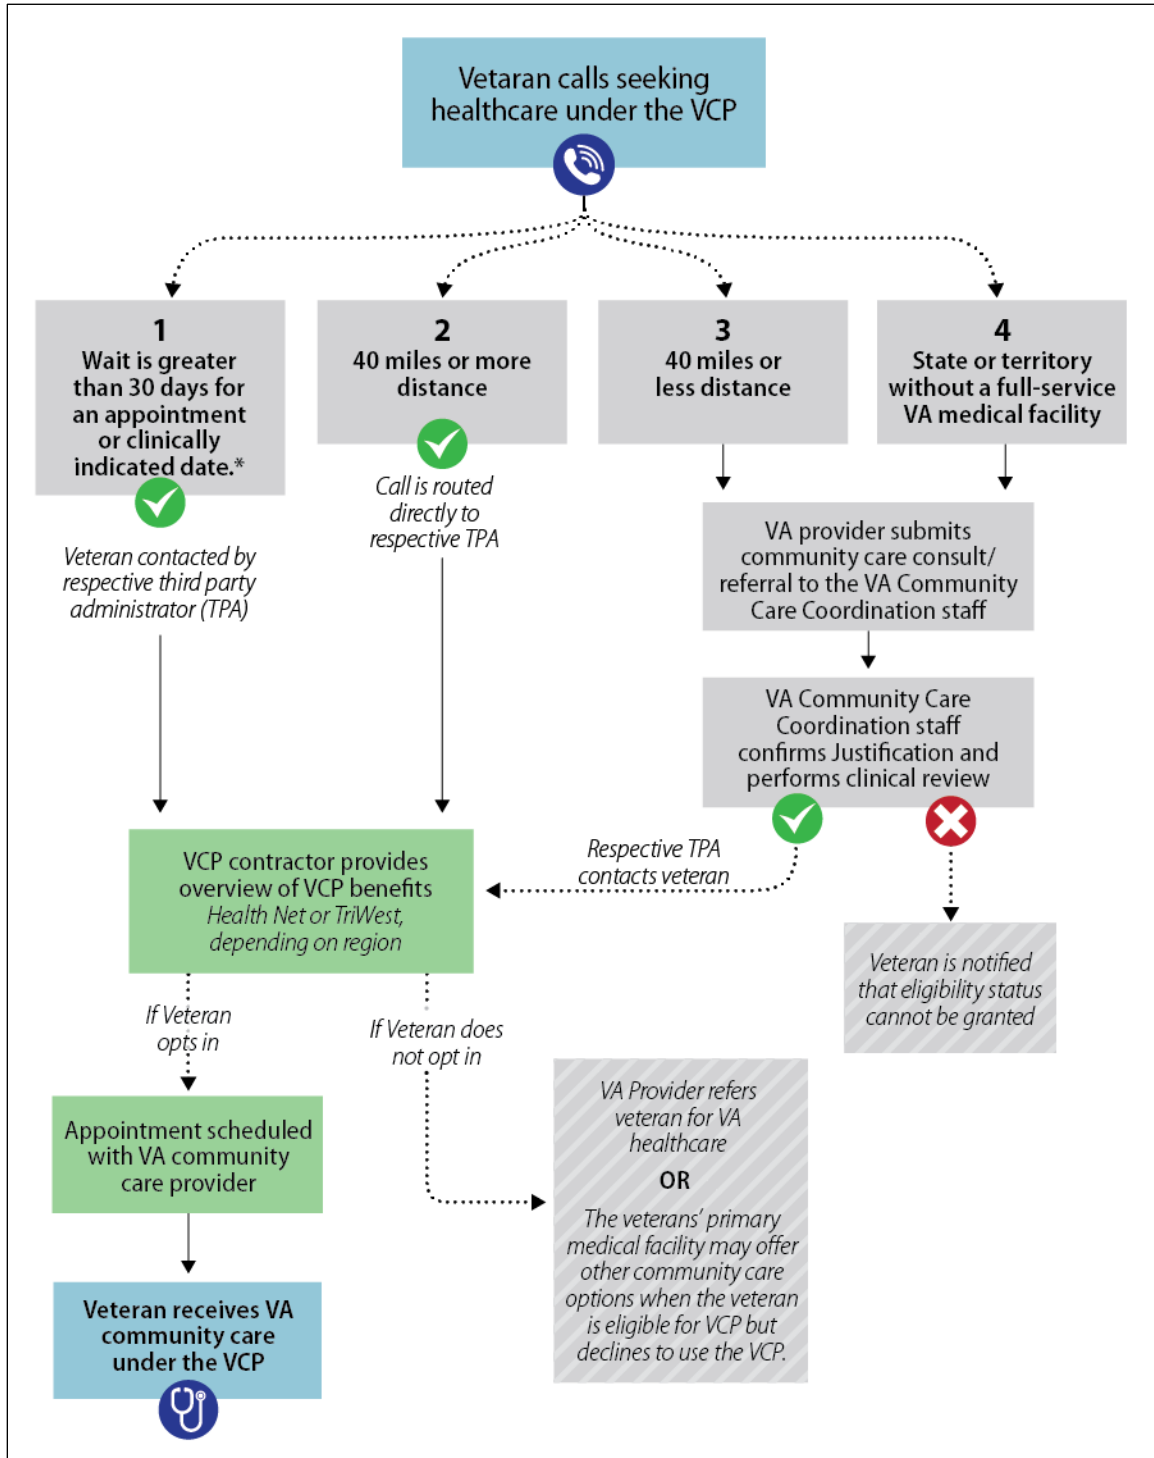 Vetaran calls seeking
healthcare under the VCP
1
Wait is greater
than 30 days for
an appointment
or clinically
indicated date.*
2
40 miles or more
distance
3
40 miles or
less distance
4
State or territory
without a full-service
VA medical facility
Veteran contacted by
respective third party
administrator (TPA)
Call is routed
directly to
respective TPA
VA provider submits
community care consult/
referral to the VA Community
Care Coordination staff
VA Community Care
Coordination staff
confirms Justification and
performs clinical review
VCP contractor provides
overview of VCP benefits
Health Net or TriWest,
depending on region
Respective TPA
contacts veteran
Veteran is notified
that eligibility status
cannot be granted
If Veteran
opts in
If Veteran does
not opt in
Appointment scheduled
with VA community
care provider
VA Provider refers
veteran for VA
healthcare
OR
The veterans' primary
medical facility may offer
other community care
options when the veteran
is eligible for VCP but
declines to use the VCP.
Veteran receives VA
community care
under the VCP